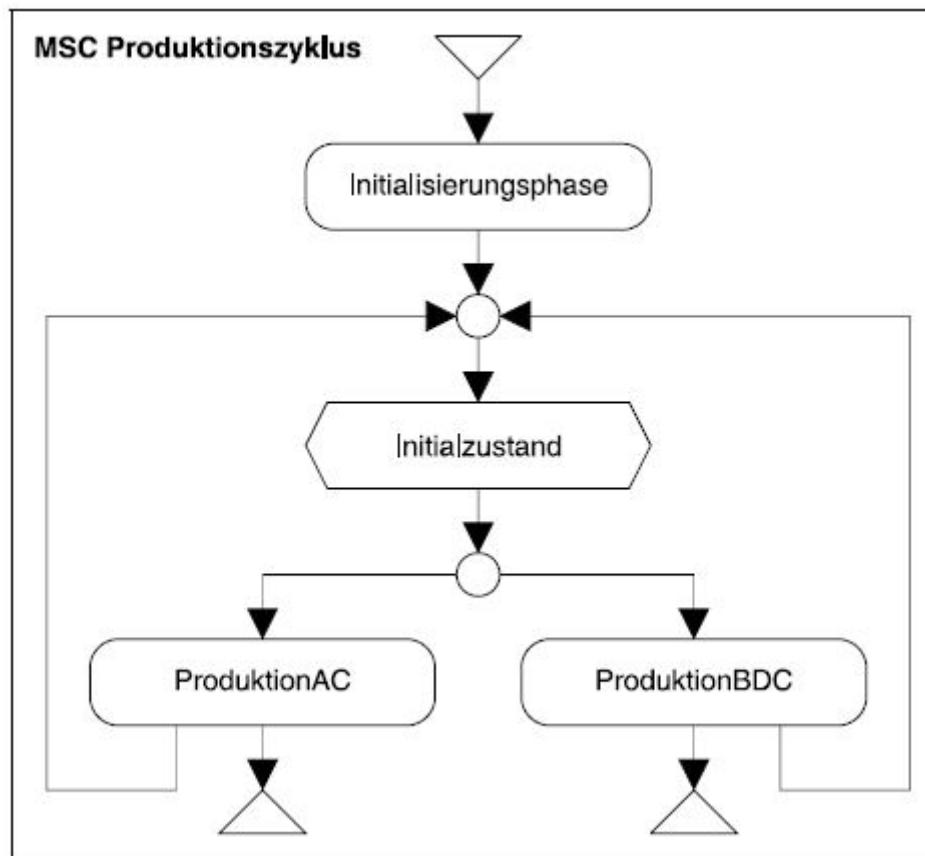 MSC Produktionszyklus
Initialisierungsphase
Initialzustand
ProduktionAC
ProduktionBDC